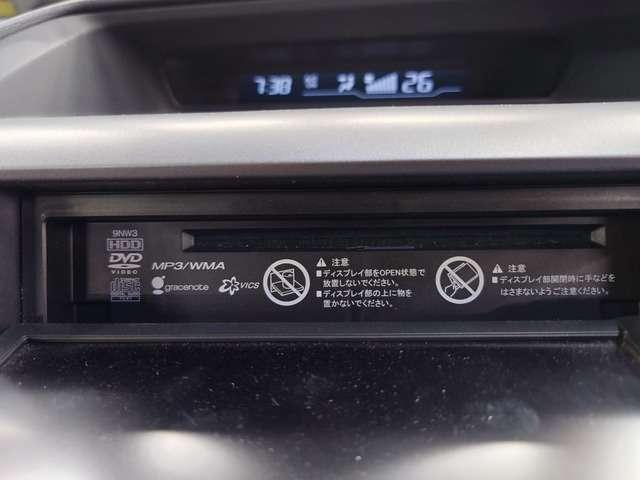 7:30 26
9NW3
HDD
DVD
VIDEO
MP3/WMA
gracenote
VICS
注意
■ディスプレイ部をOPEN状態で
放置しないでください。
■ディスプレイ部の上に物を
置かないでください。
注意
■ディスプレイ部開閉時に手などを
はさまないようご注意ください。